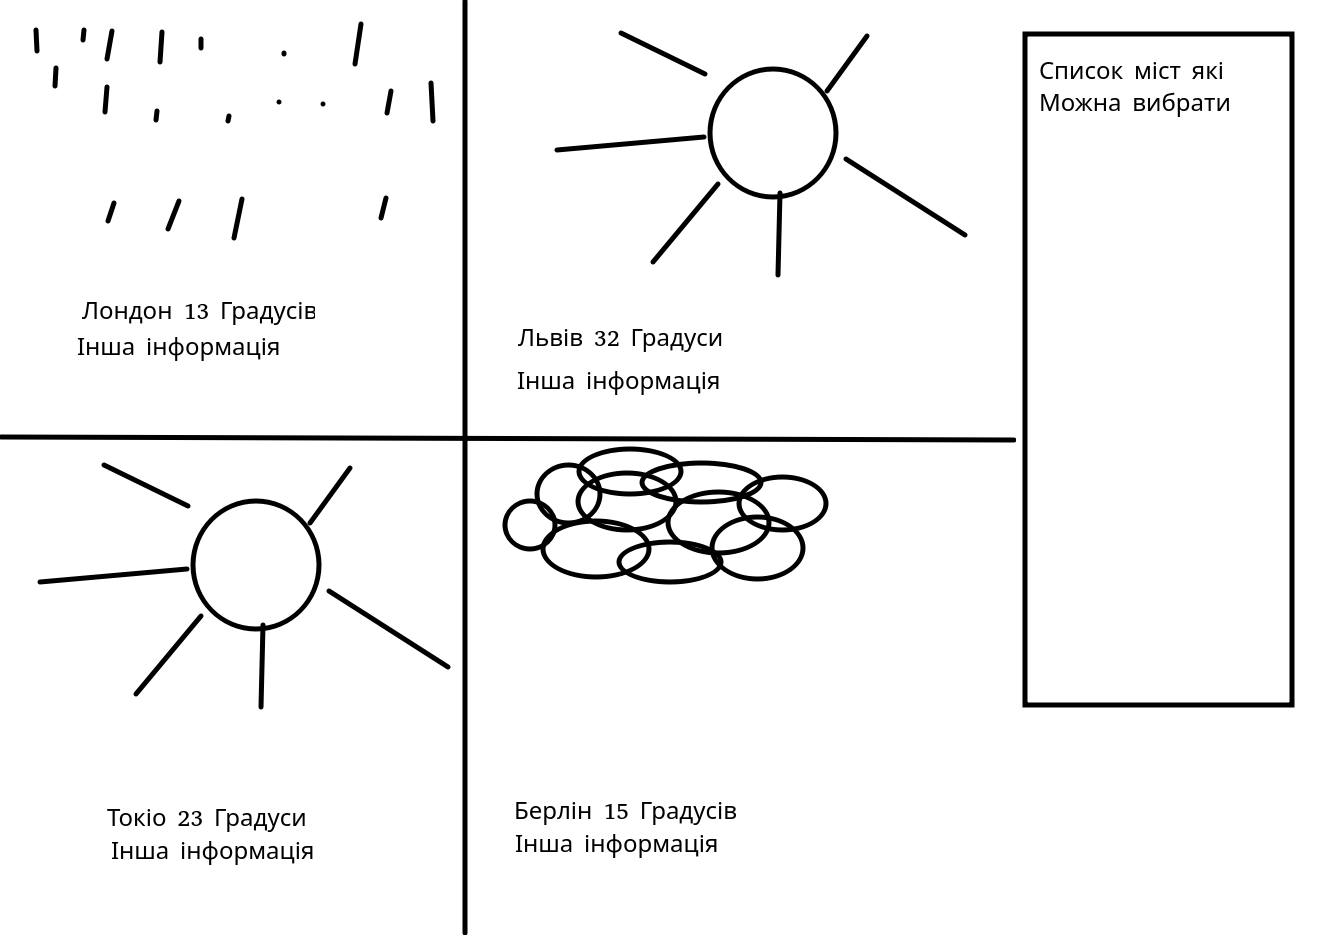 Лондон 13 Градусів
Інша інформація
Львів 32 Градуси
Інша інформація
Список міст які
Можна вибрати
Токіо 23 Градуси
Інша інформація
Берлін 15 Градусів
Інша інформація